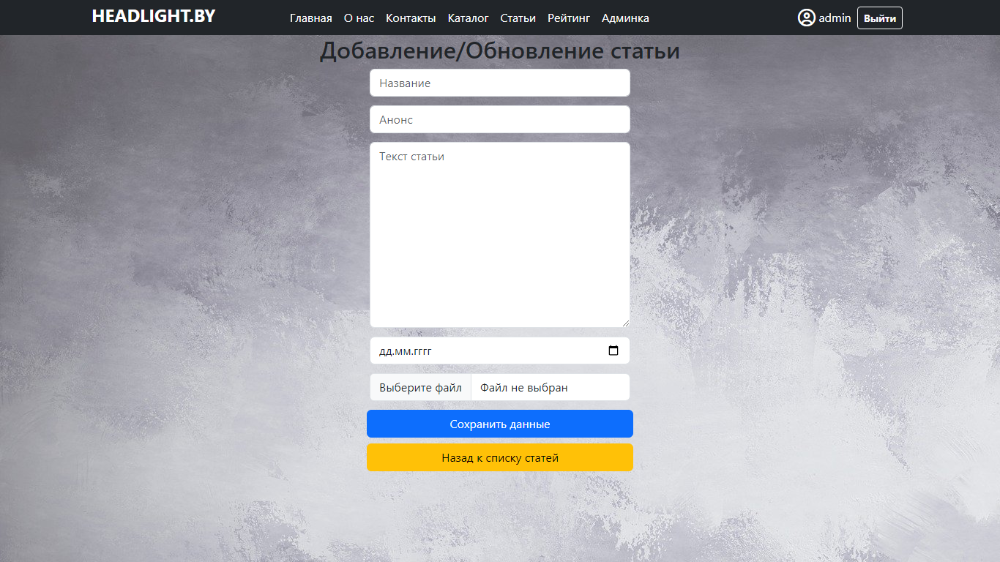 HEADLIGHT.BY Главная О нас Контакты Каталог Статьи Рейтинг Админка admin Выйти
Добавление/Обновление статьи
Название
Анонс
Текст статьи
дд.мм.гггг
Выберите файл Файл не выбран
Сохранить данные
Назад к списку статей